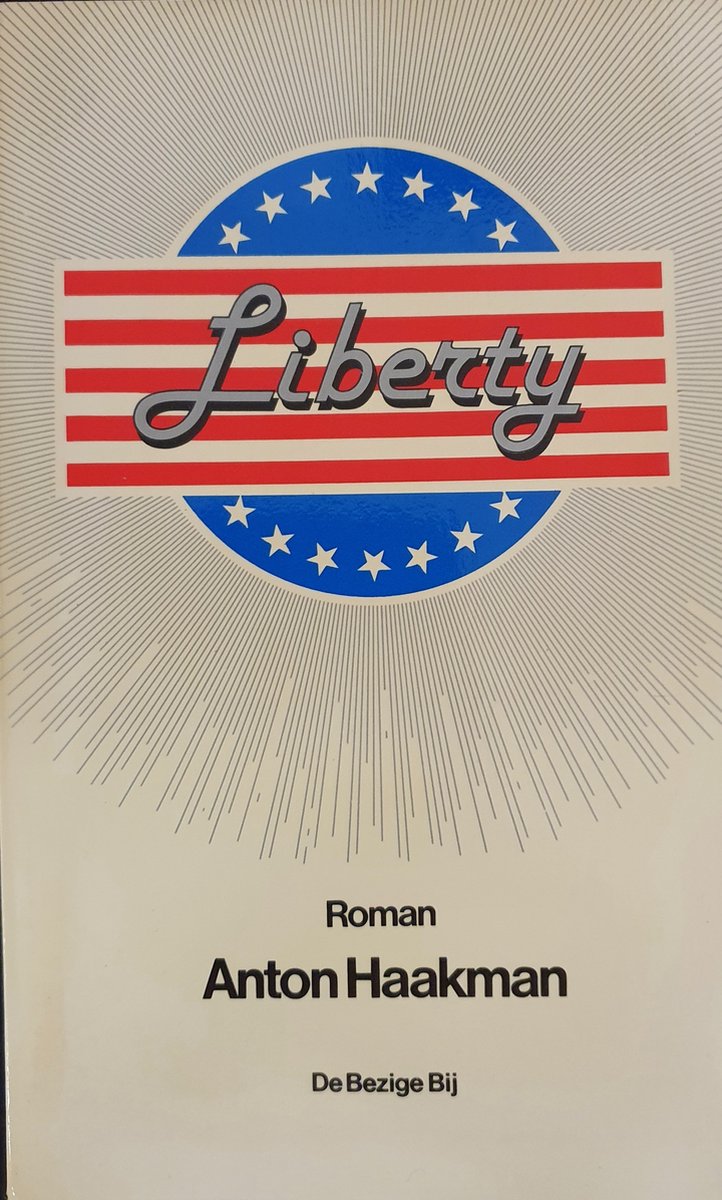 Liberty
Roman
Anton Haakman
De Bezige Bij